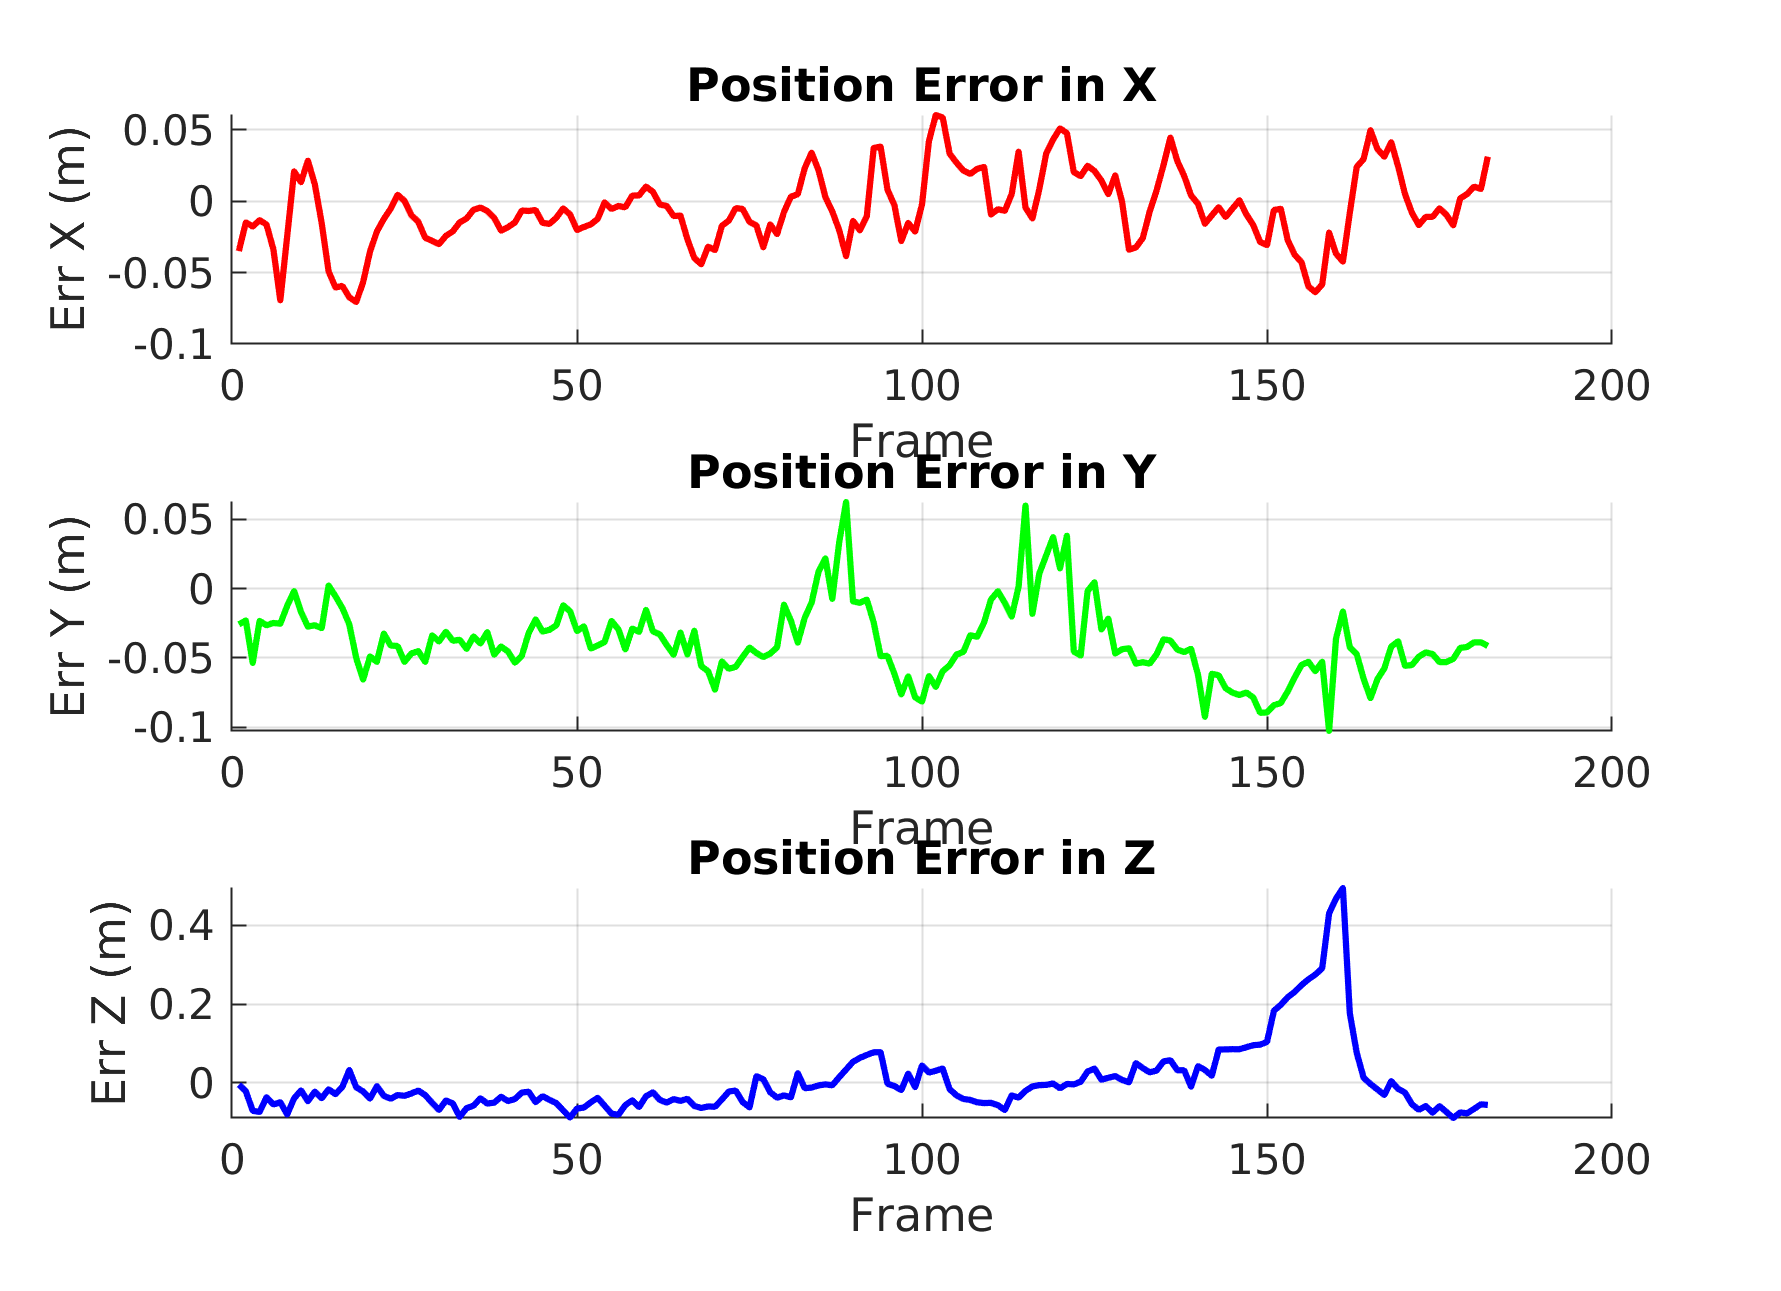 Position Error in X
Err X (m)
0.05
0
-0.05
-0.1
0 50 100 150 200
Frame
Position Error in Y
Err Y (m)
0.05
0
-0.05
-0.1
0 50 100 150 200
Frame
Position Error in Z
Err Z (m)
0.4
0.2
0
0 50 100 150 200
Frame